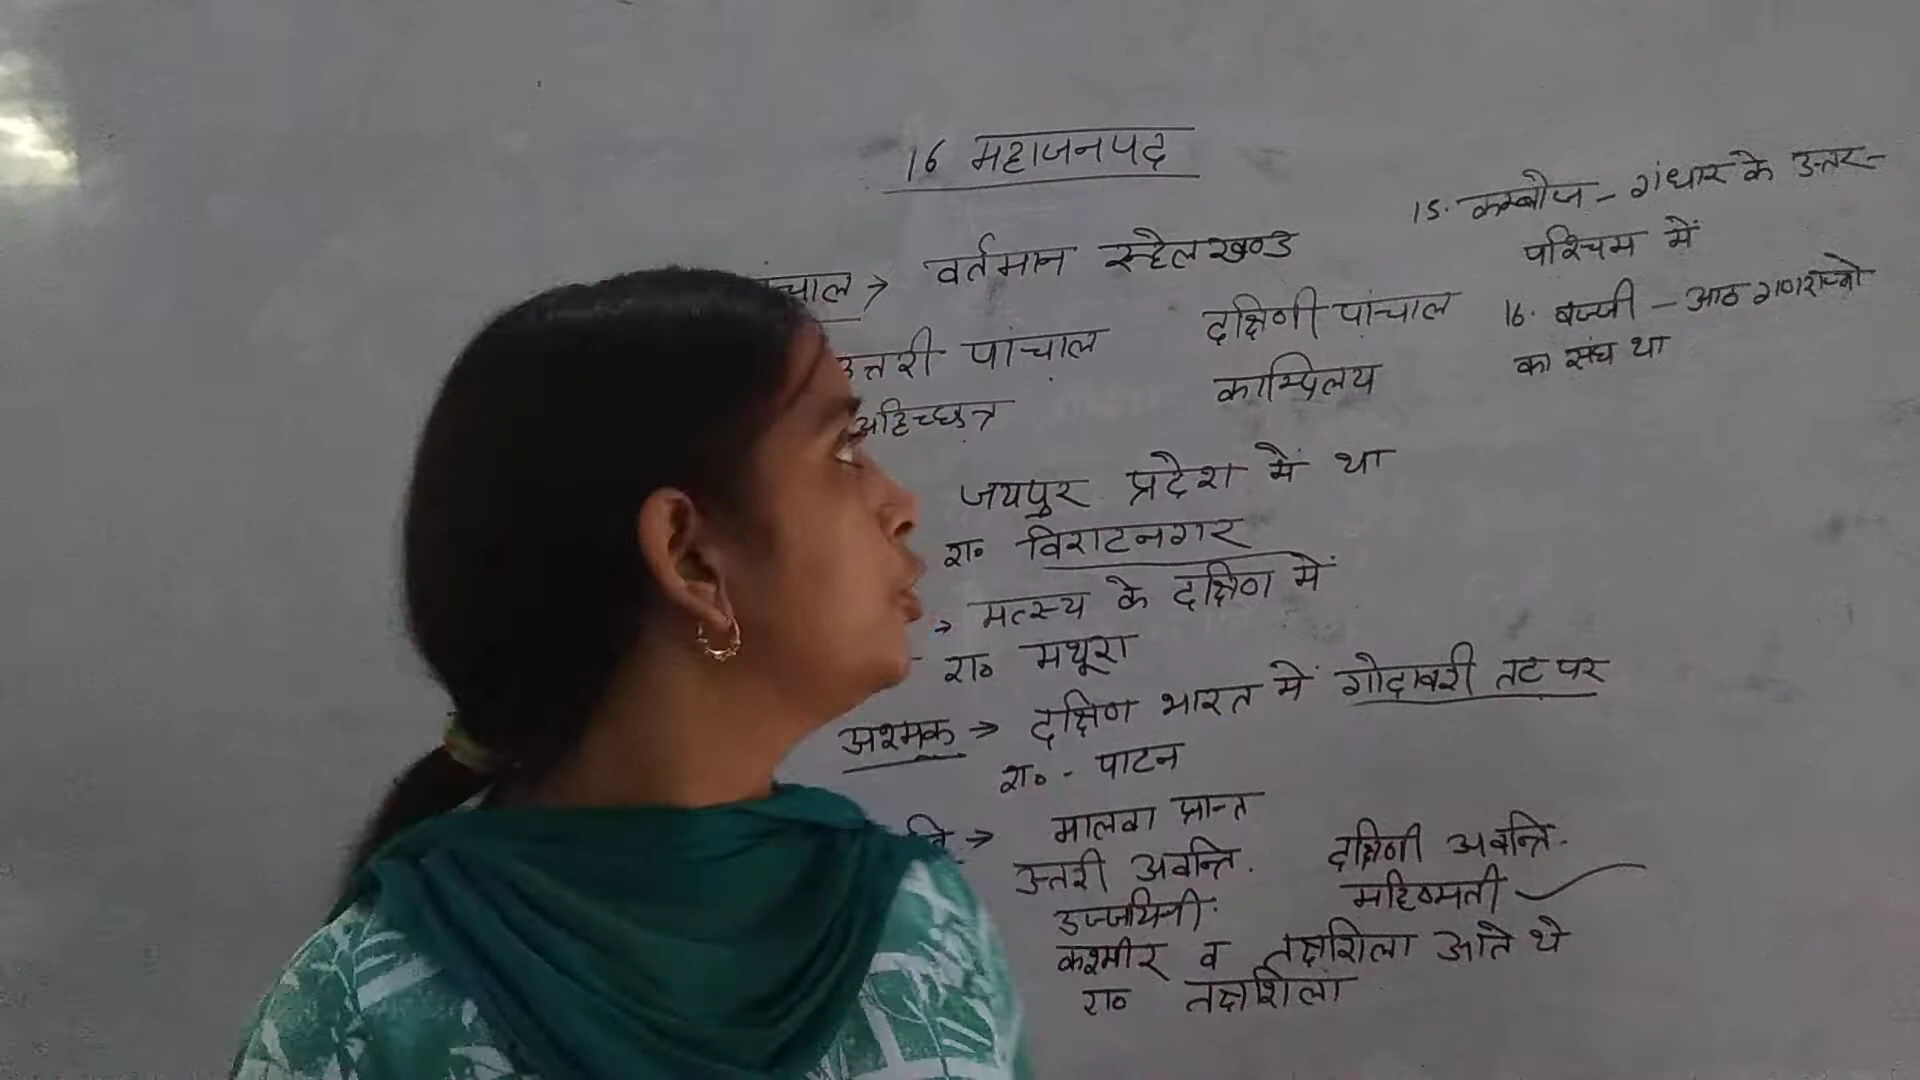 16 महाजनपद
चाल → वर्तमान रूहेलखण्ड
उत्तरी पांचाल दक्षिणी पांचाल
अहिच्छत्र काम्पिलय
जयपुर प्रदेश में था
रा० विराटनगर
→ मत्स्य के दक्षिण में
रा० मथूरा
अश्मक → दक्षिण भारत में गोदावरी तट पर
रा० - पाटन
→ मालवा प्रान्त
उत्तरी अवन्ति. दक्षिणी अवन्ति.
उज्जयिनी. महिष्मती
कश्मीर व तक्षशिला आते थे
रा० तक्षशिला
15. कम्बौज - गंधार के उत्तर-
पश्चिम में
16. वज्जी - आठ गणराज्यो
का संघ था